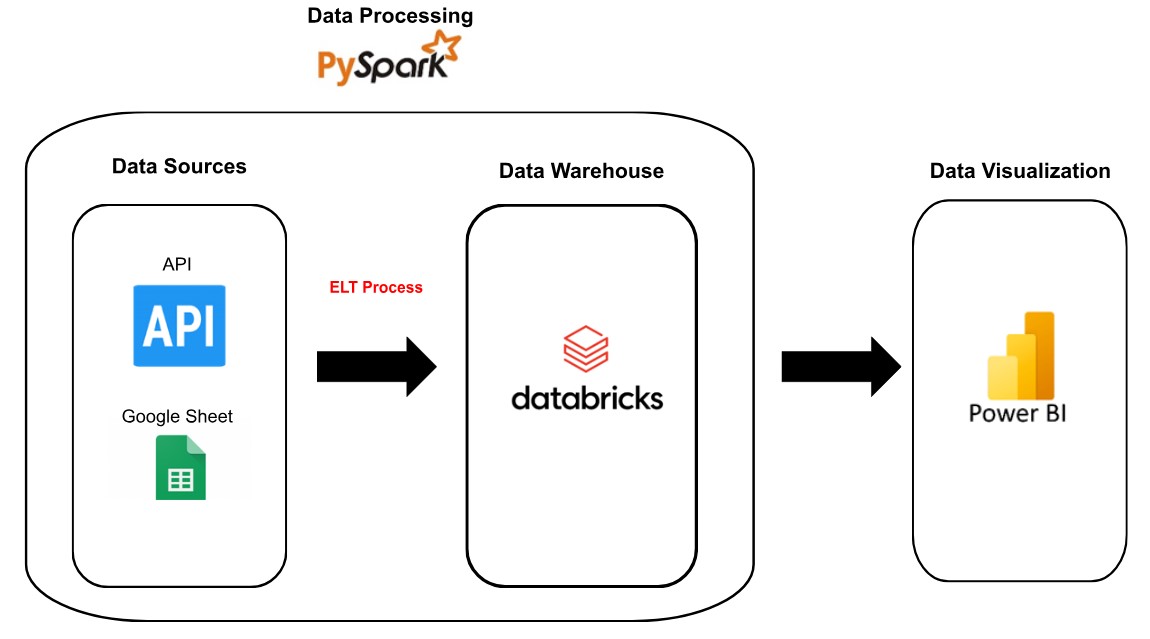 Data Processing
PySpark
Data Sources
Data Warehouse
Data Visualization
API
API
ELT Process
Google Sheet
databricks
Power BI